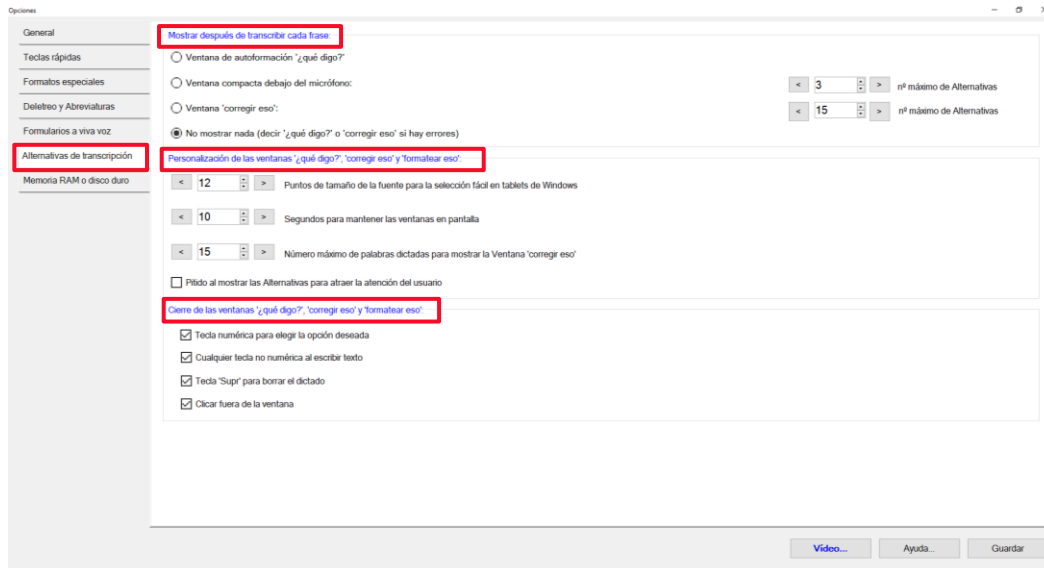 Opciones
General
Teclas rápidas
Formatos especiales
Deletreo y Abreviaturas
Formularios a viva voz
Alternativas de transcripción
Memoria RAM o disco duro
Mostrar después de transcribir cada frase:
Ventana de autoformación '¿qué digo?'
Ventana compacta debajo del micrófono:
< 3 > nº máximo de Alternativas
Ventana 'corregir eso':
< 15 > nº máximo de Alternativas
No mostrar nada (decir '¿qué digo?' o 'corregir eso' si hay errores)
Personalización de las ventanas '¿qué digo?', 'corregir eso' y 'formatear eso':
< 12 > Puntos de tamaño de la fuente para la selección fácil en tablets de Windows
< 10 > Segundos para mantener las ventanas en pantalla
< 15 > Número máximo de palabras dictadas para mostrar la Ventana 'corregir eso'
Pitido al mostrar las Alternativas para atraer la atención del usuario
Cierre de las ventanas '¿qué digo?', 'corregir eso' y 'formatear eso':
Tecla numérica para elegir la opción deseada
Cualquier tecla no numérica al escribir texto
Tecla 'Supr' para borrar el dictado
Clicar fuera de la ventana
Vídeo... Ayuda... Guardar